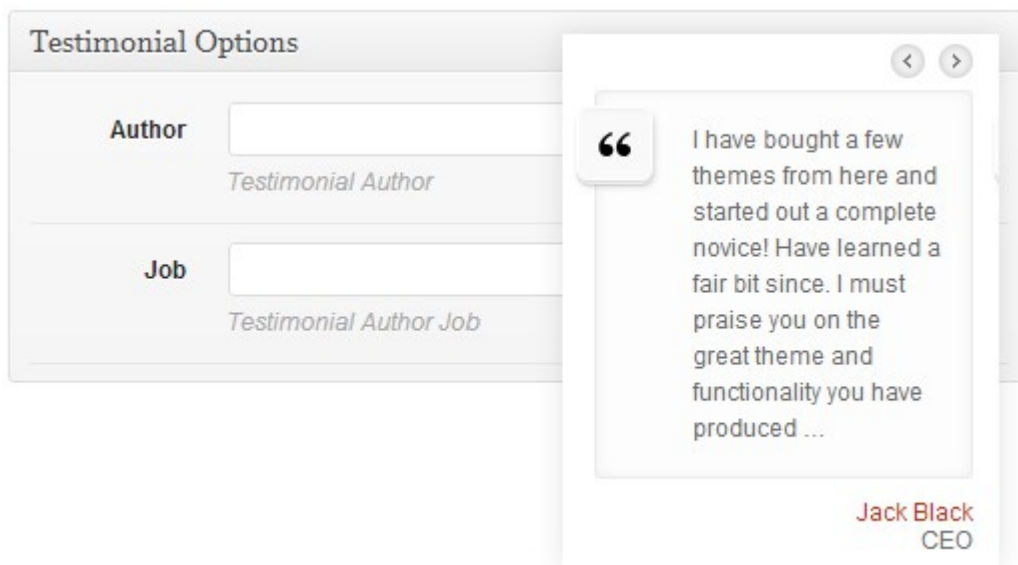 Testimonial Options
Author
Testimonial Author
Job
Testimonial Author Job
“
I have bought a few
themes from here and
started out a complete
novice! Have learned a
fair bit since. I must
praise you on the
great theme and
functionality you have
produced ...
Jack Black
CEO